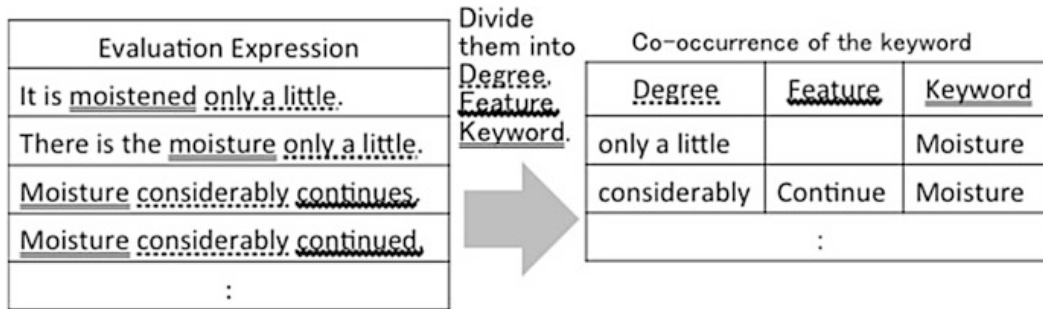 Evaluation Expression
It is moistened only a little.
There is the moisture only a little.
Moisture considerably continues.
Moisture considerably continued.
:
Divide
them into
Degree,
Feature,
Keyword.
Co-occurrence of the keyword
Degree Feature Keyword
only a little Moisture
considerably Continue Moisture
: